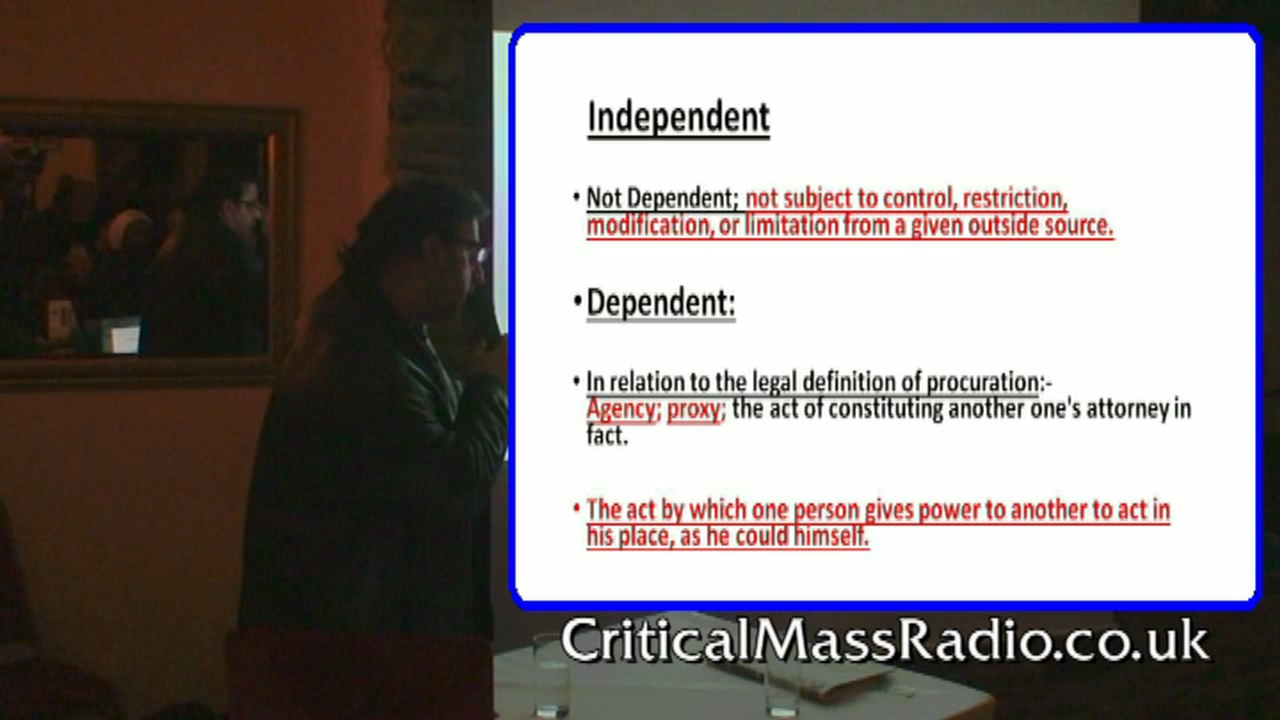 Independent
• Not Dependent; not subject to control, restriction,
modification, or limitation from a given outside source.
• Dependent:
• In relation to the legal definition of procuration:-
Agency; proxy; the act of constituting another one's attorney in
fact.
• The act by which one person gives power to another to act in
his place, as he could himself.
CriticalMassRadio.co.uk